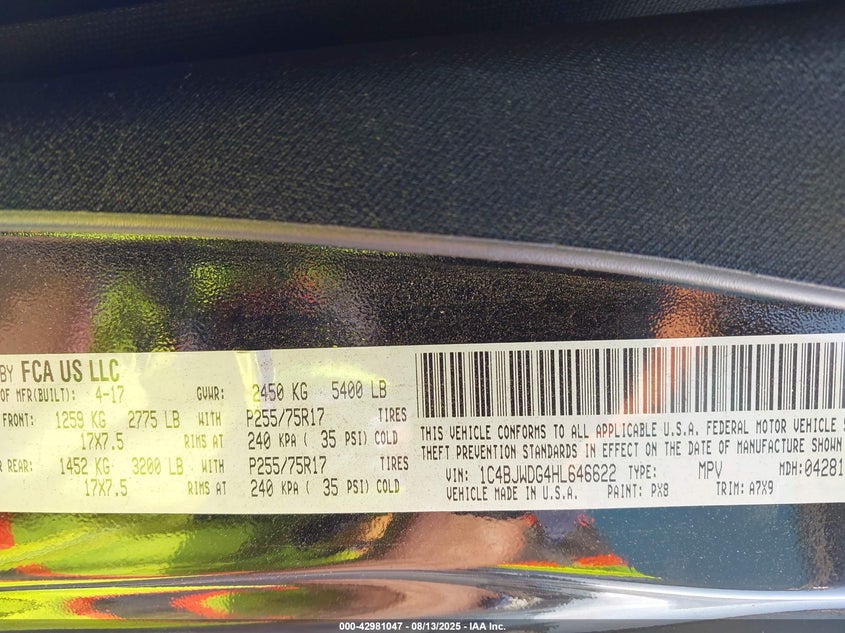 BY FCA US LLC
OF MFR(BUILT): 4-17 GVWR: 2450 KG 5400 LB
FRONT: 1259 KG 2775 LB WITH P255/75R17 TIRES
17X7.5 RIMS AT 240 KPA ( 35 PSI) COLD
REAR: 1452 KG 3200 LB WITH P255/75R17 TIRES
17X7.5 RIMS AT 240 KPA ( 35 PSI) COLD
THIS VEHICLE CONFORMS TO ALL APPLICABLE U.S.A. FEDERAL MOTOR VEHICLE S
THEFT PREVENTION STANDARDS IN EFFECT ON THE DATE OF MANUFACTURE SHOWN
VIN: 1C4BJWDG4HL646622 TYPE: MPV MDH: 04281
VEHICLE MADE IN U.S.A. PAINT: PX8 TRIM: A7X9
000-42981047 - 08/13/2025 - IAA Inc.